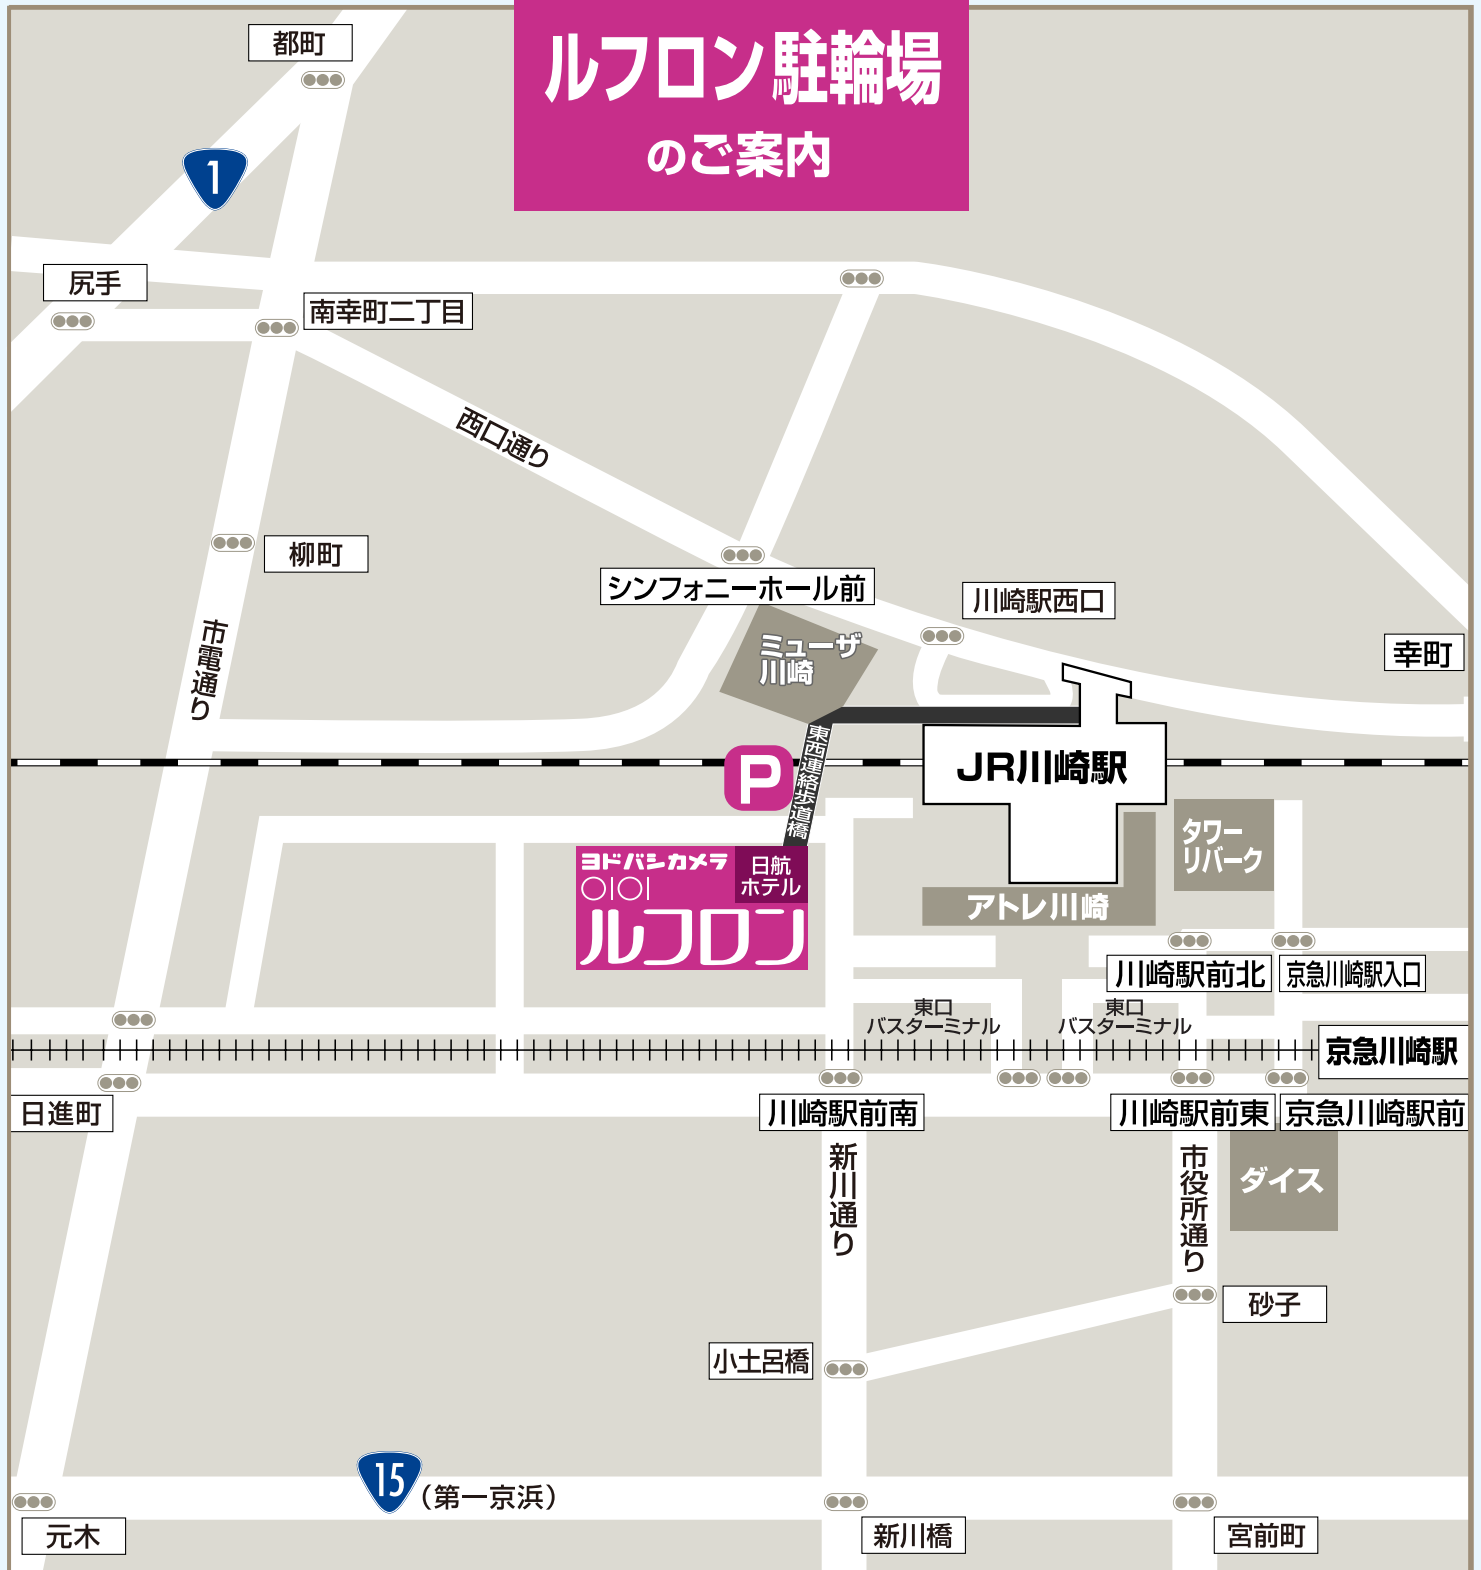 ルフロン駐輪場
のご案内
都町
1
尻手
南幸町二丁目
西口通り
柳町
シンフォニーホール前
川崎駅西口
市電通り
ミューザ
川崎
幸町
東西連絡歩道橋
P
JR川崎駅
タワー
リバーク
ヨドバシカメラ
日航
ホテル
○I○I
ルフロン
アトレ川崎
川崎駅前北
京急川崎駅入口
東口
バスターミナル
東口
バスターミナル
京急川崎駅
日進町
川崎駅前南
川崎駅前東
京急川崎駅前
新川通り
市役所通り
ダイス
砂子
小土呂橋
15
(第一京浜)
元木
新川橋
宮前町